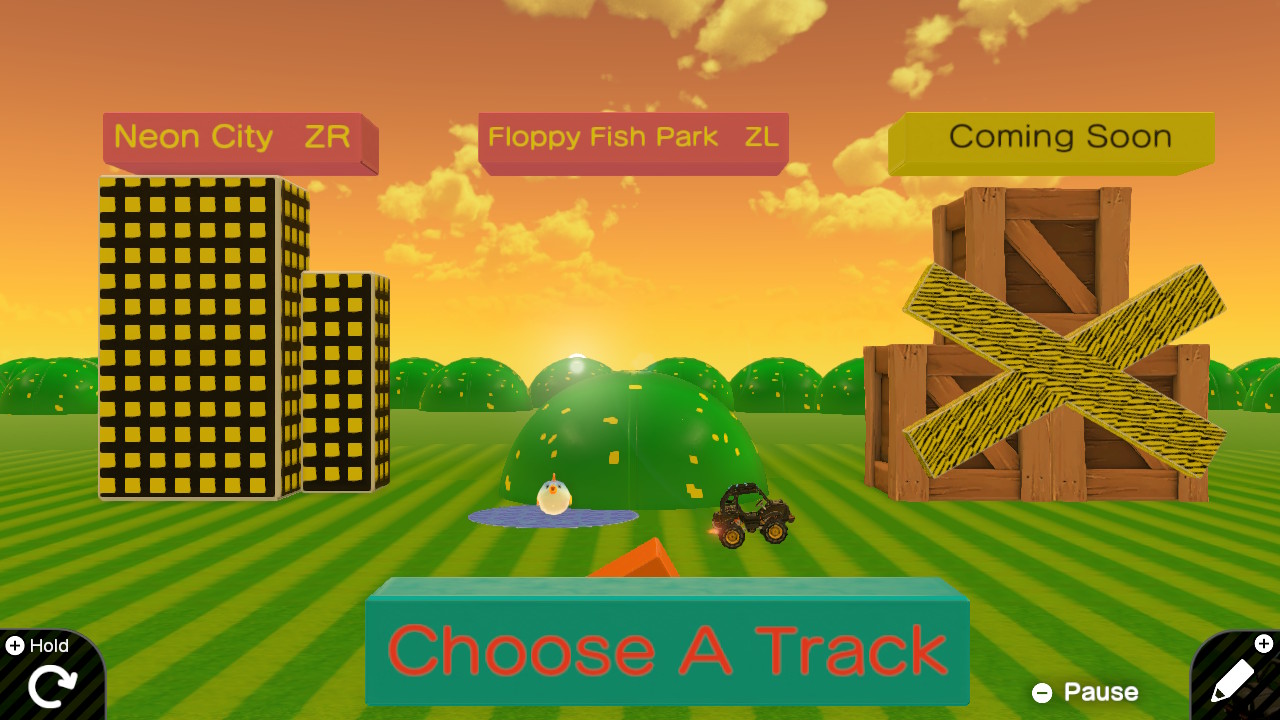 Neon City ZR
Floppy Fish Park ZL
Coming Soon
Choose A Track
Hold
Pause